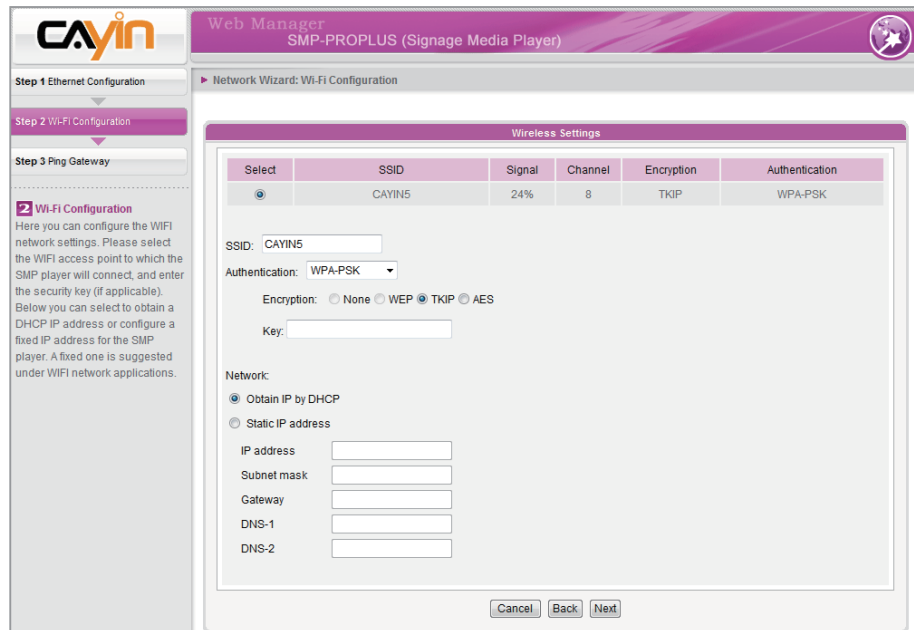 CAYIN
Web Manager
SMP-PROPLUS (Signage Media Player)
Step 1 Ethernet Configuration
Step 2 Wi-Fi Configuration
Step 3 Ping Gateway
2 Wi-Fi Configuration
Here you can configure the WIFI
network settings. Please select
the WIFI access point to which the
SMP player will connect, and enter
the security key (if applicable).
Below you can select to obtain a
DHCP IP address or configure a
fixed IP address for the SMP
player. A fixed one is suggested
under WIFI network applications.
Network Wizard: Wi-Fi Configuration
Wireless Settings
Select SSID Signal Channel Encryption Authentication
CAYIN5 24% 8 TKIP WPA-PSK
SSID: CAYIN5
Authentication: WPA-PSK
Encryption: None WEP TKIP AES
Key:
Network:
Obtain IP by DHCP
Static IP address
IP address
Subnet mask
Gateway
DNS-1
DNS-2
Cancel Back Next